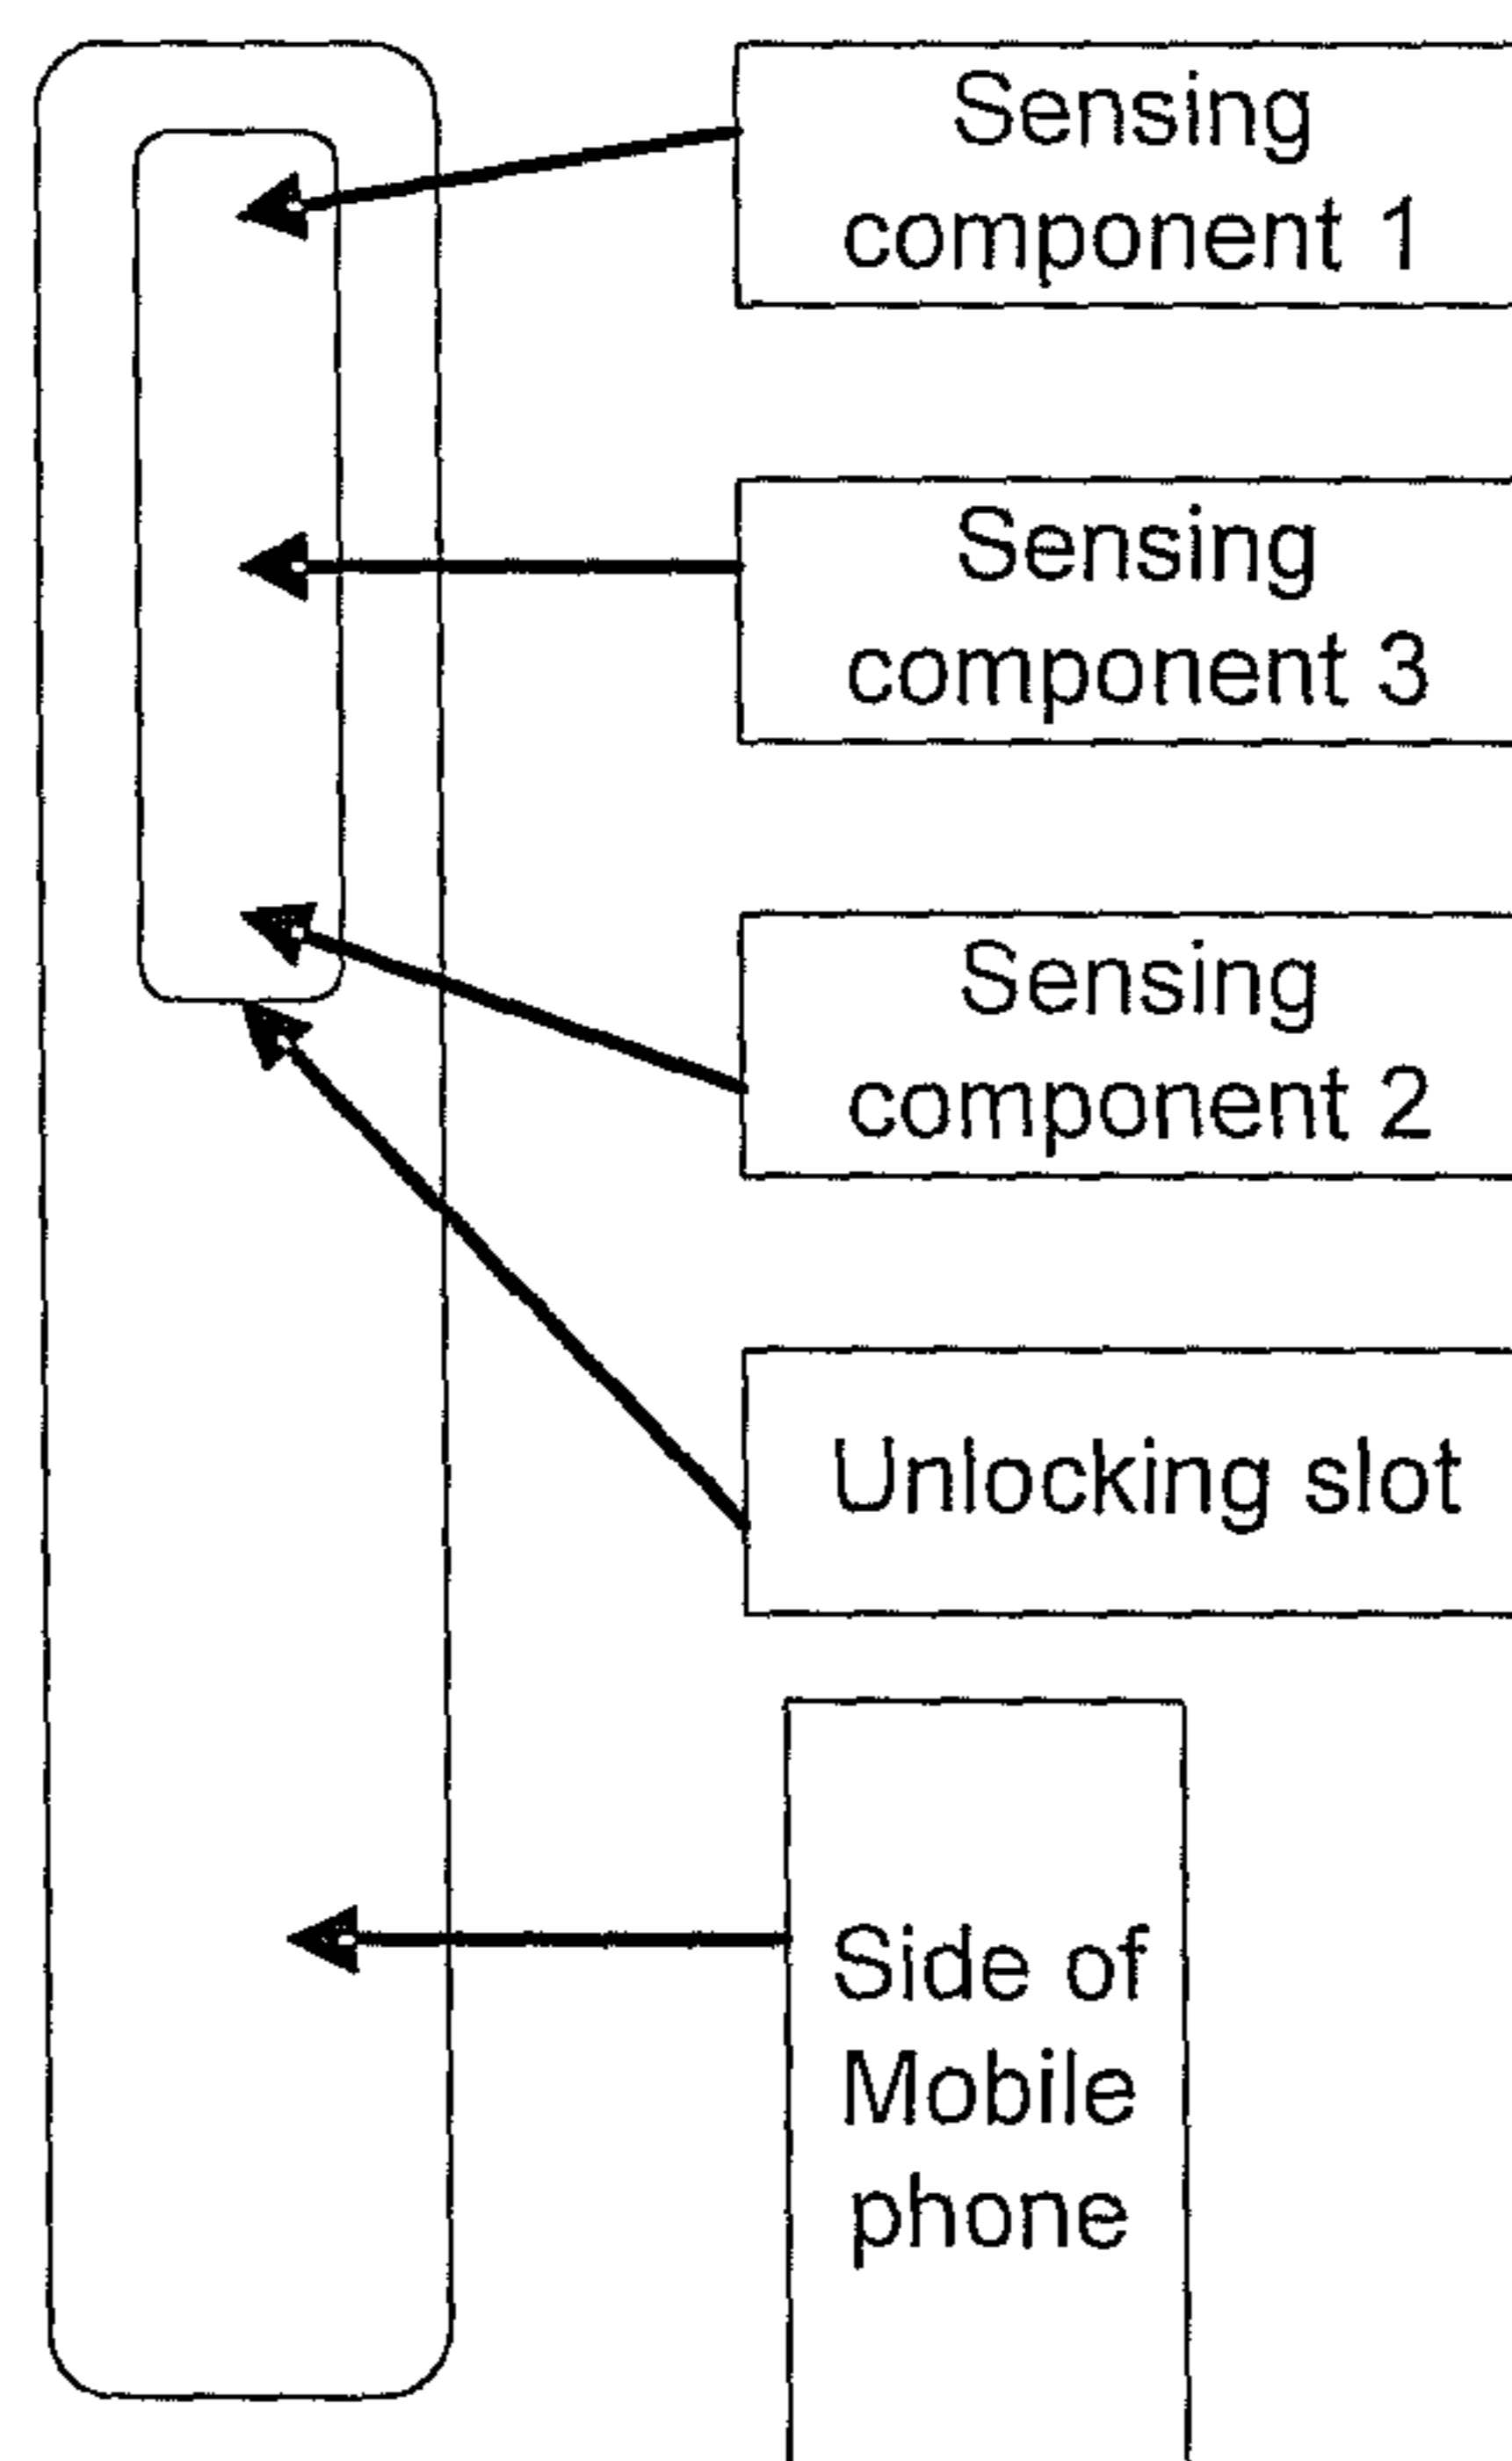 Sensing
component 1
Sensing
component 3
Sensing
component 2
Unlocking slot
Side of
Mobile
phone